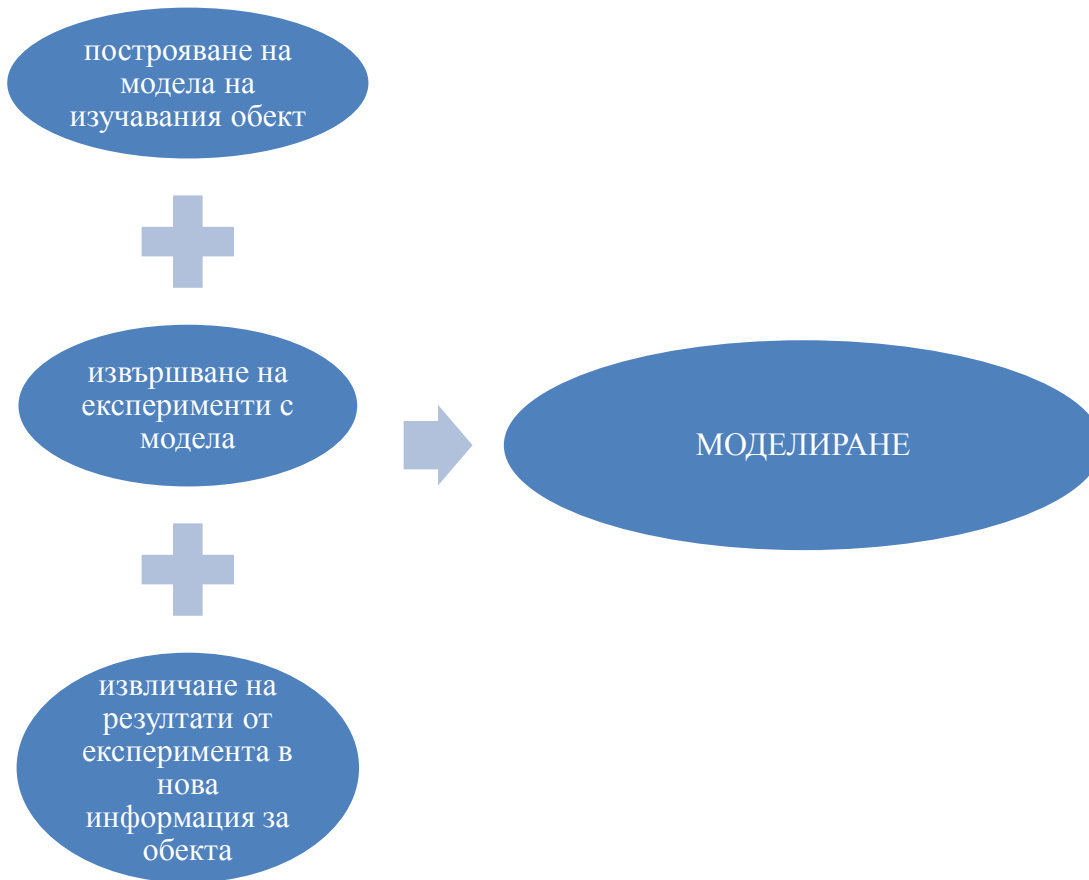 построяване на
модела на
изучавания обект
извършване на
експерименти с
модела
извличане на
резултати от
експеримента в
нова
информация за
обекта
МОДЕЛИРАНЕ